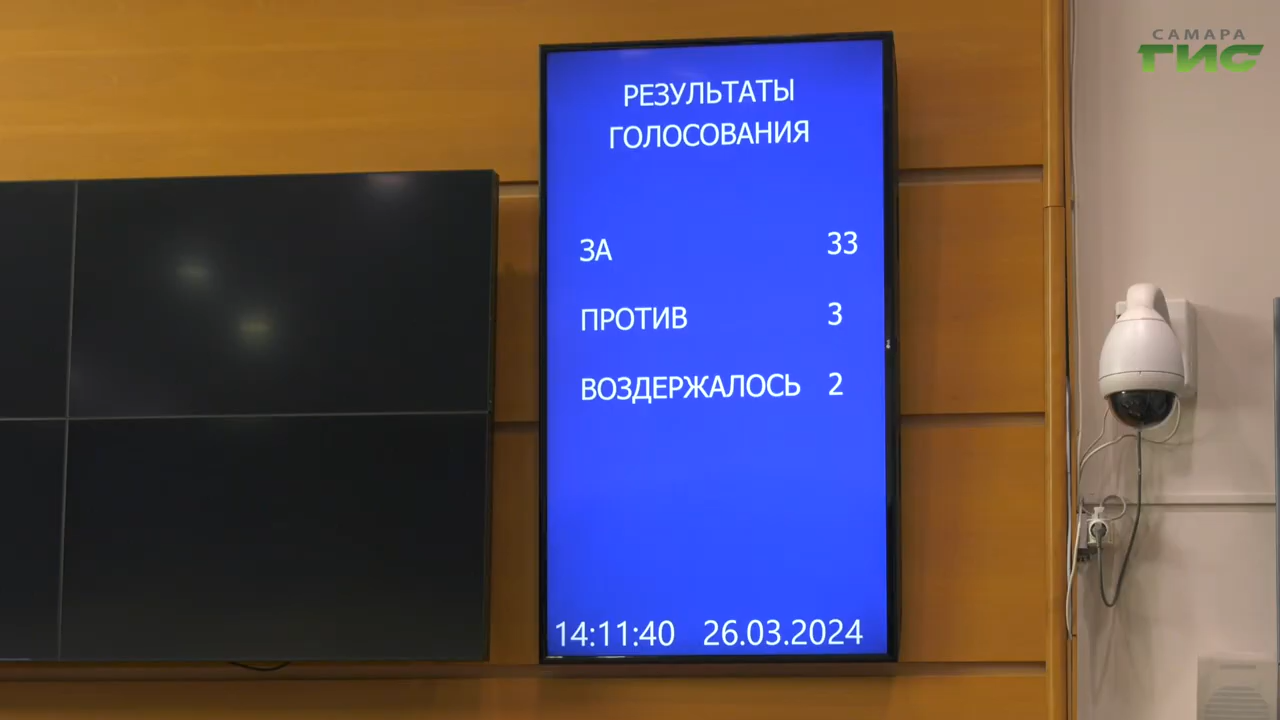 САМАРА
ГИС
РЕЗУЛЬТАТЫ
ГОЛОСОВАНИЯ
ЗА 33
ПРОТИВ 3
ВОЗДЕРЖАЛОСЬ 2
14:11:40 26.03.2024